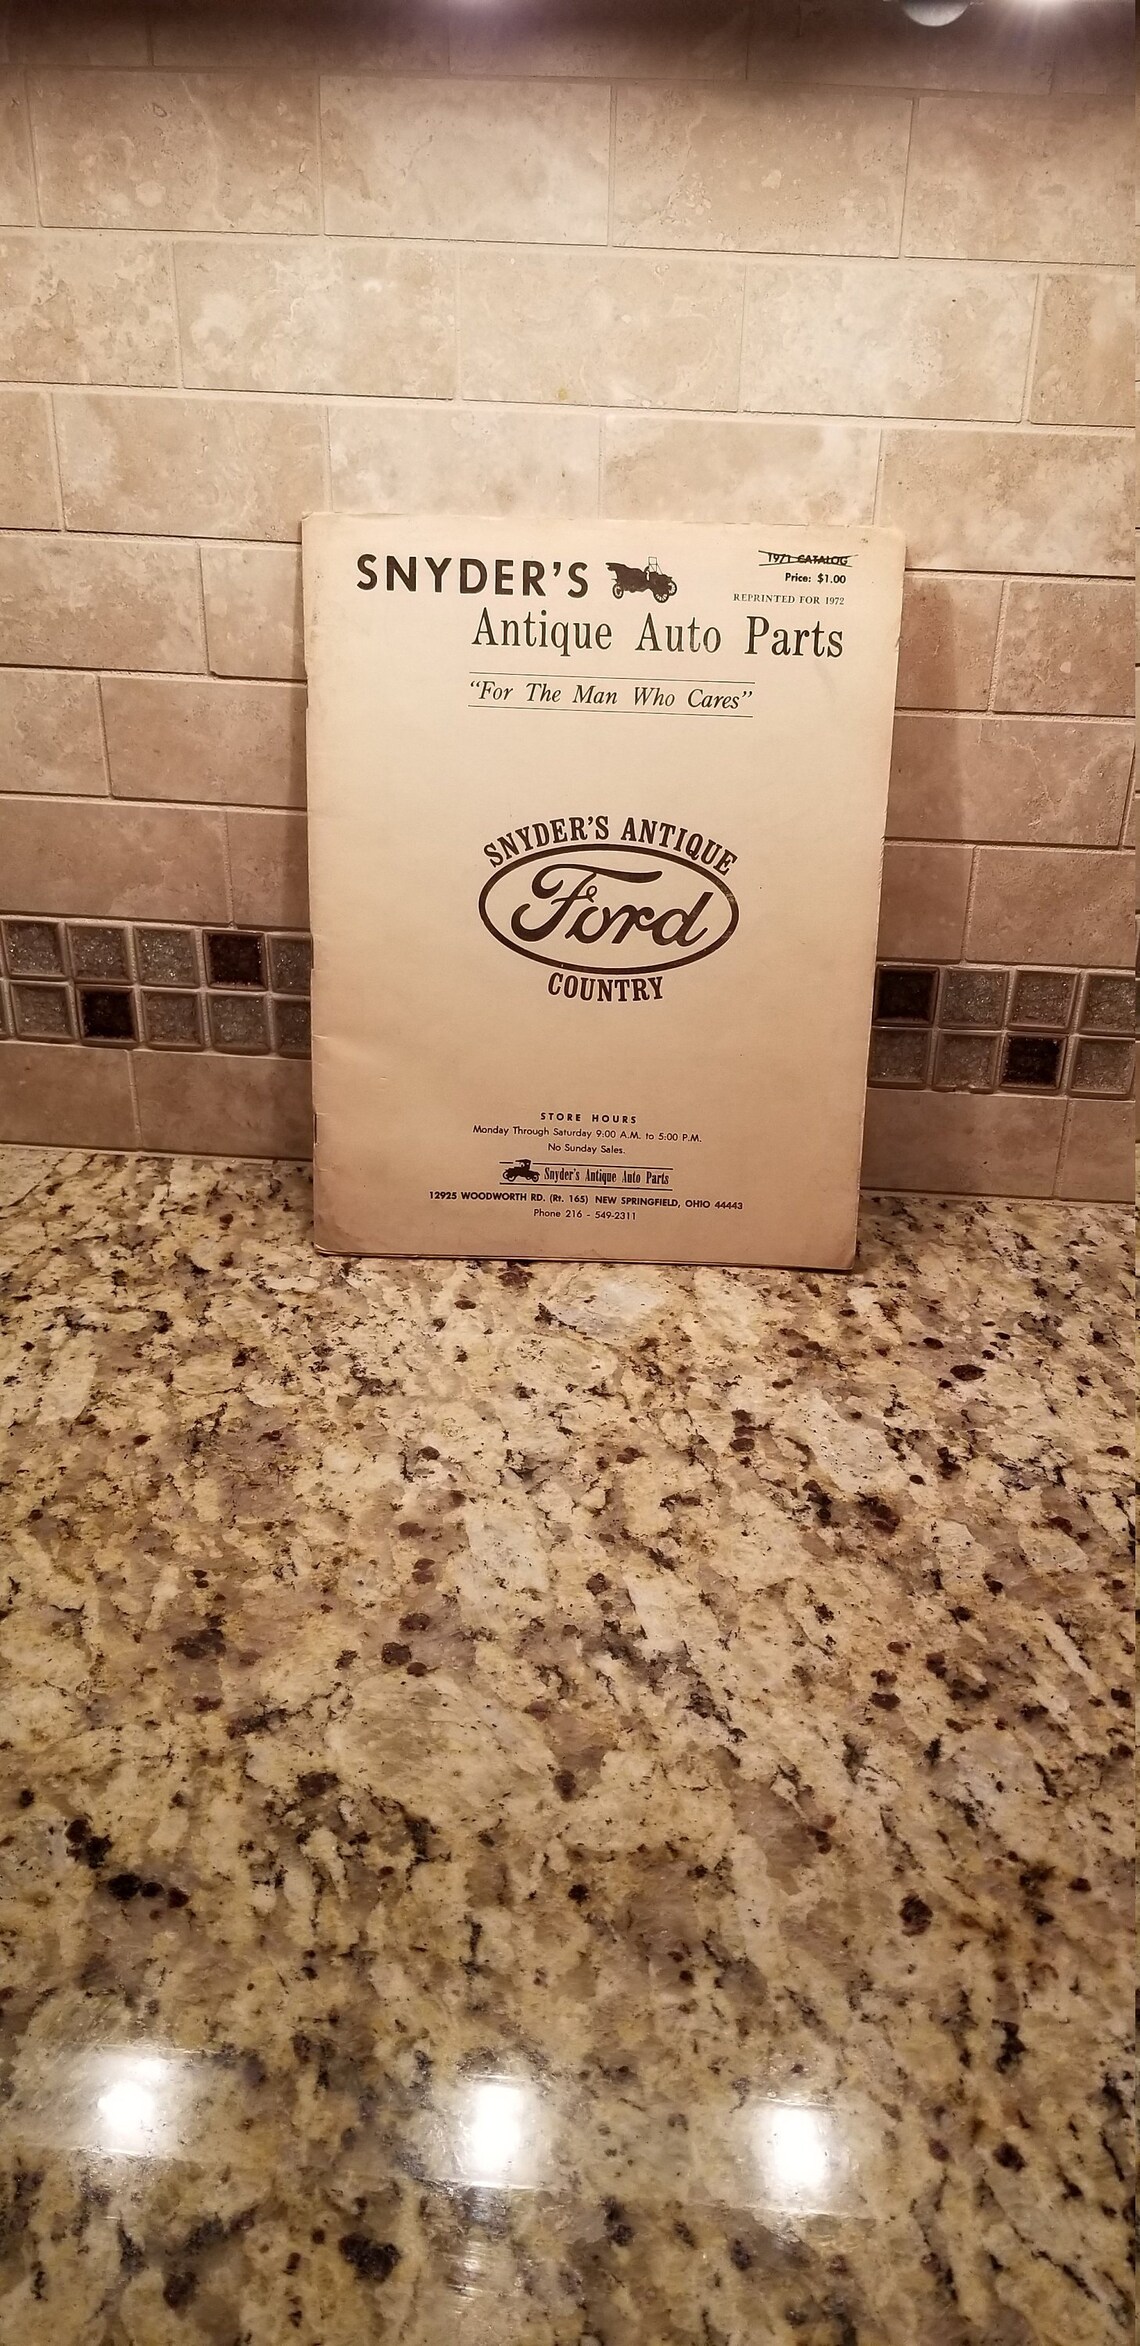 SNYDER'S
1971 CATALOG
Price: $1.00
REPRINTED FOR 1972
Antique Auto Parts
“For The Man Who Cares”
SNYDER'S ANTIQUE
Ford
COUNTRY
STORE HOURS
Monday Through Saturday 9:00 A.M. to 5:00 P.M.
No Sunday Sales.
Snyder's Antique Auto Parts
12925 WOODWORTH RD. (Rt. 165) NEW SPRINGFIELD, OHIO 44443
Phone 216 - 549-2311